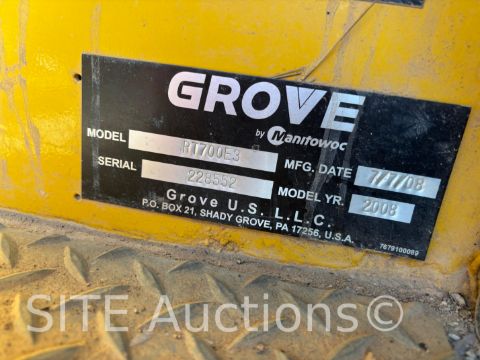 GROVE
by Manitowoc
MODEL RT700E3 MFG. DATE 7/7/08
SERIAL 228552 MODEL YR. 2008
Grove U.S. L.L.C.
P.O. BOX 21, SHADY GROVE, PA 17256, U.S.A.
7679100089
SITE Auctions(©)